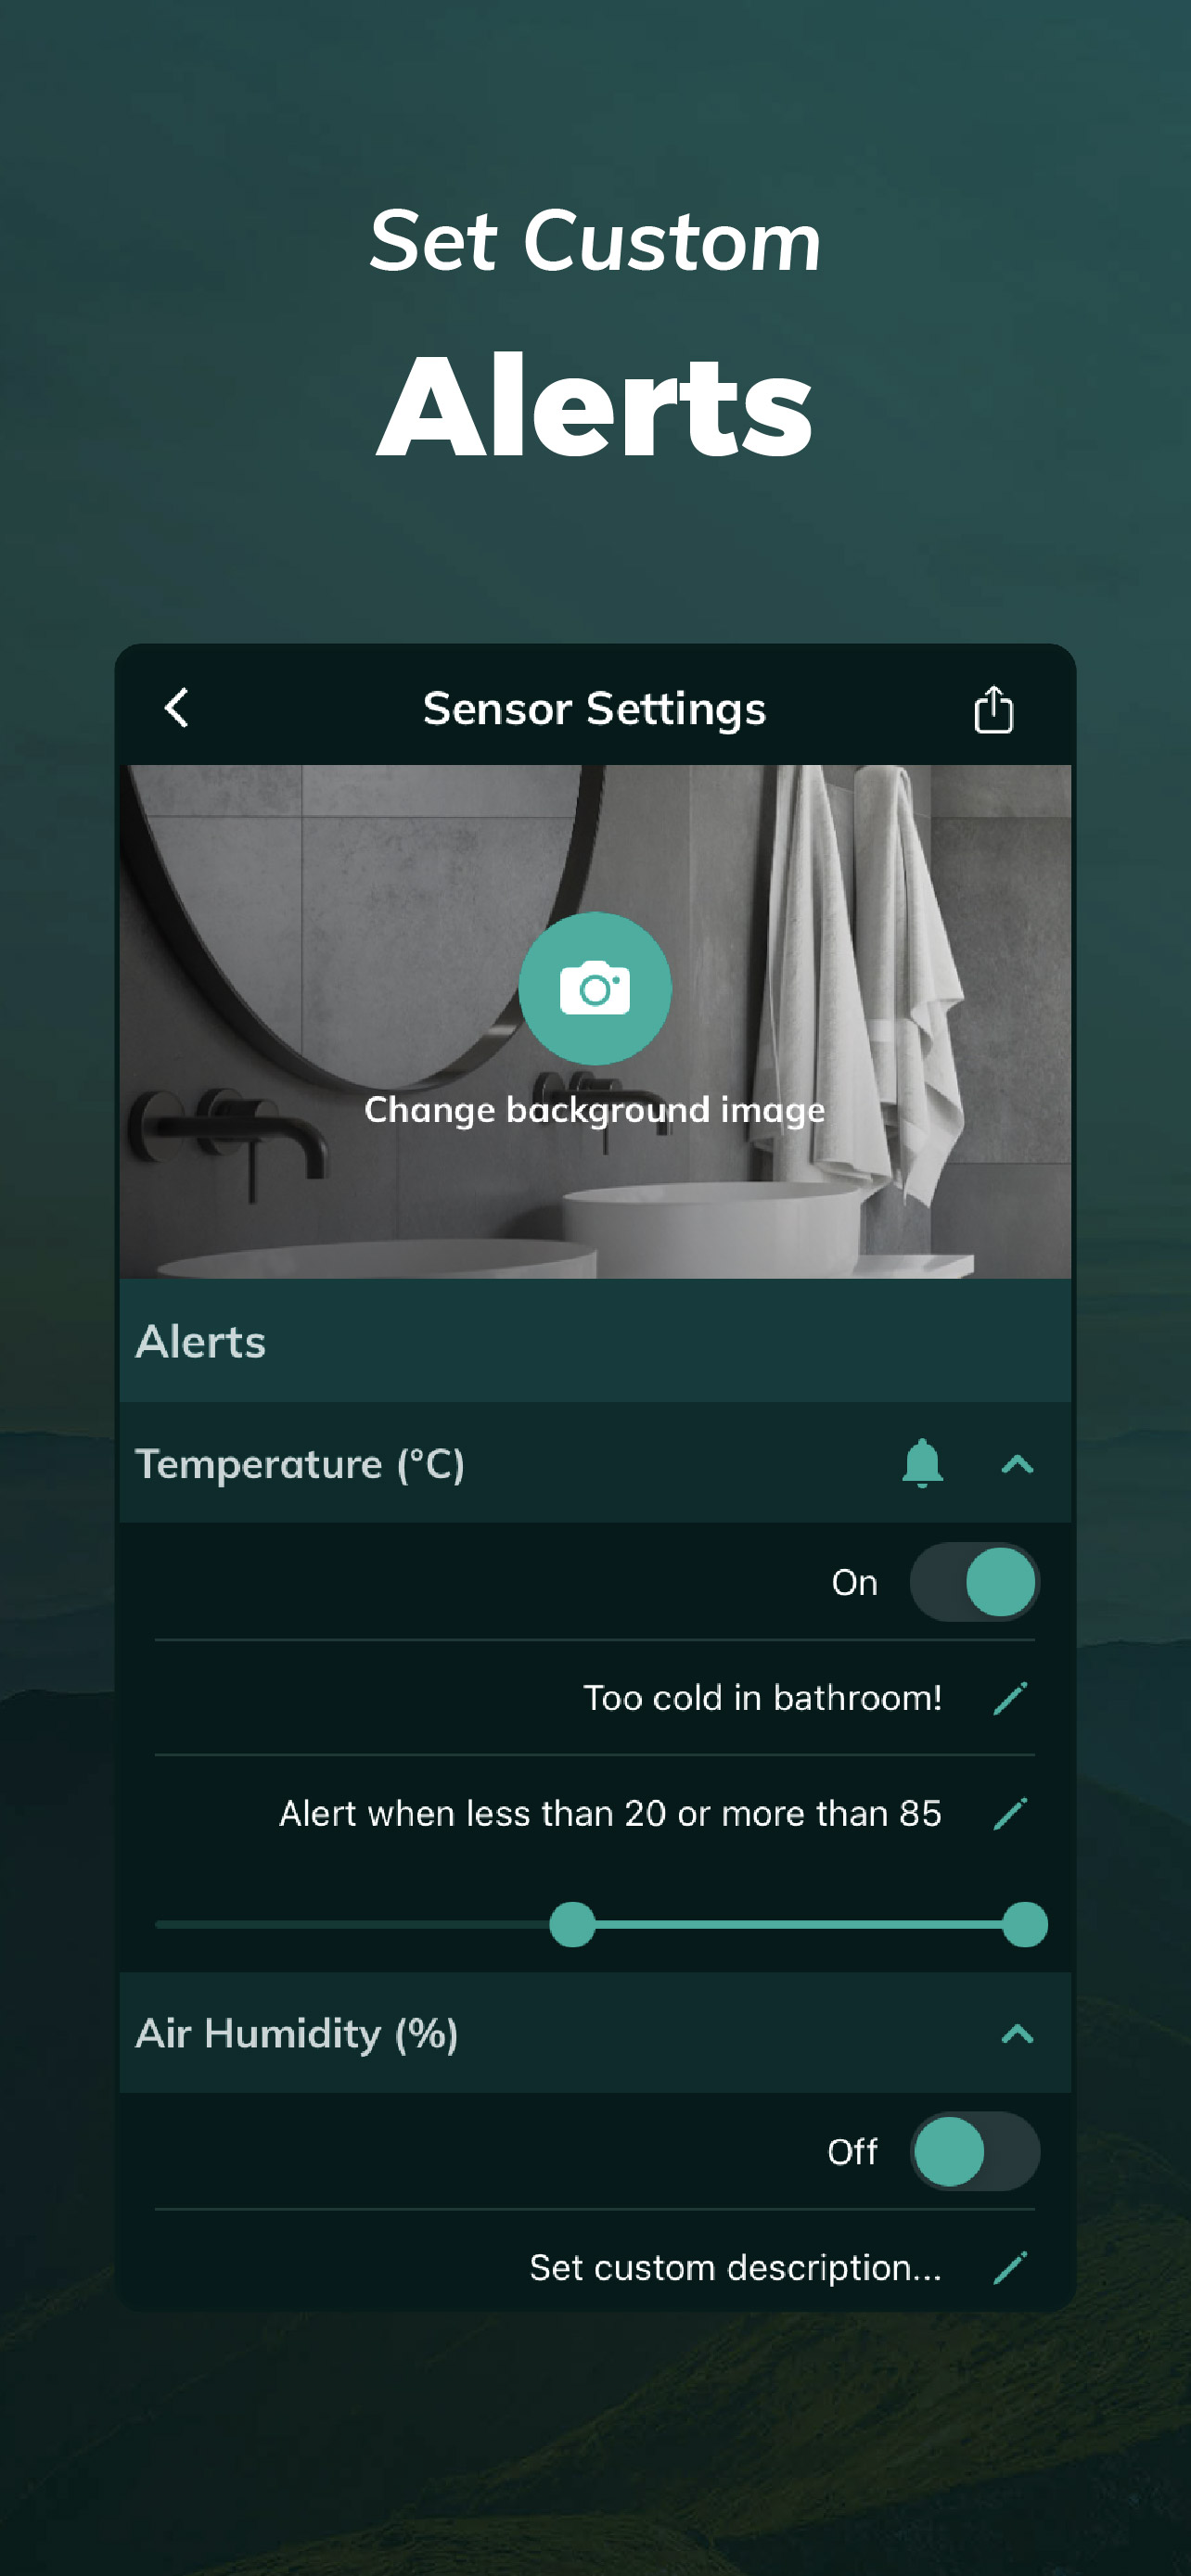 Set Custom
Alerts
Sensor Settings
Change background image
Alerts
Temperature (°C)
On
Too cold in bathroom!
Alert when less than 20 or more than 85
Air Humidity (%)
Off
Set custom description...